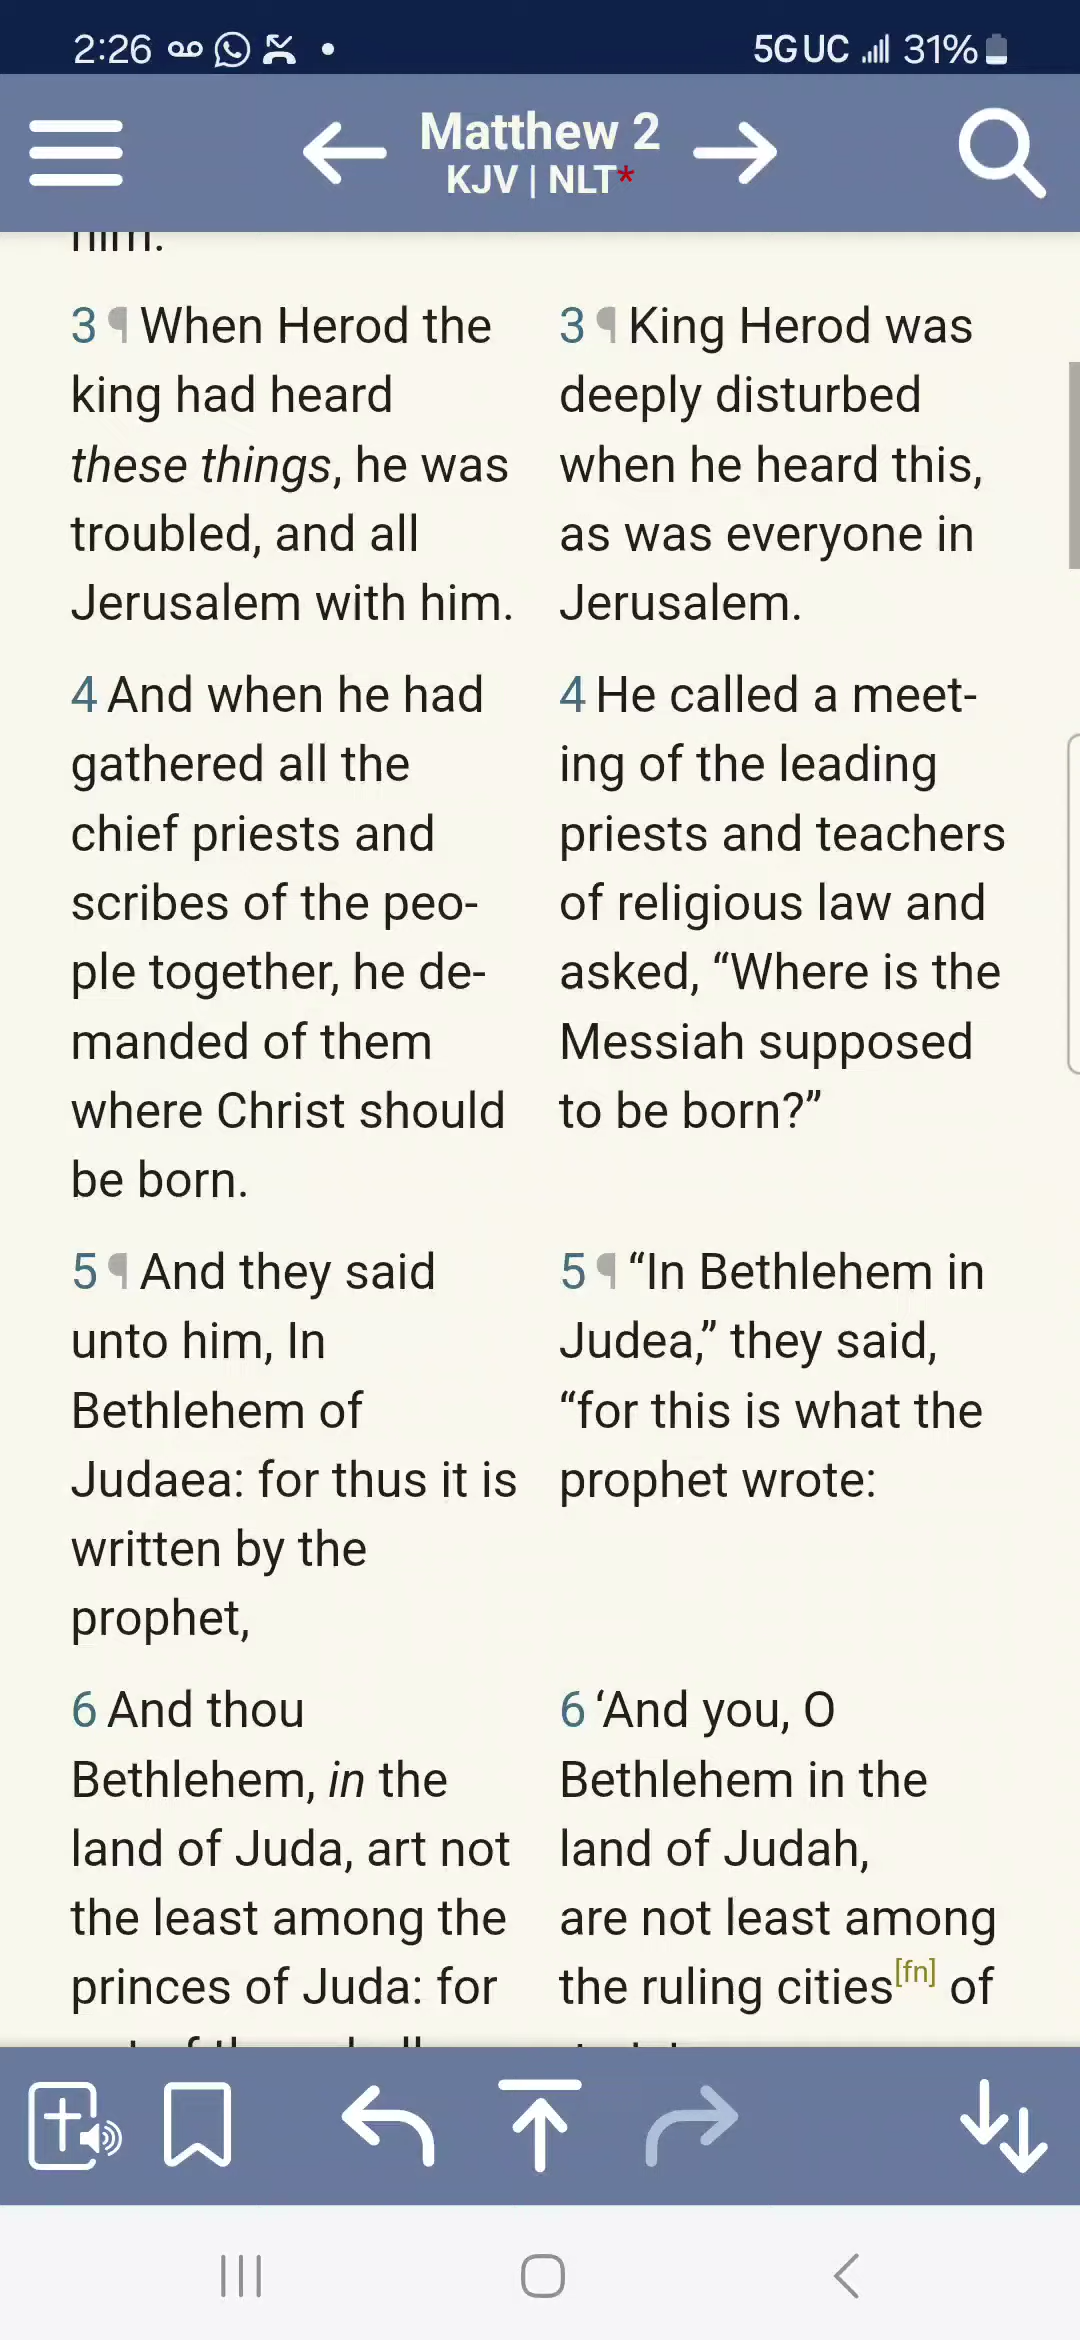 2:26
5G UC 31%
Matthew 2
KJV | NLT*
him.
3 ¶ When Herod the
king had heard
these things, he was
troubled, and all
Jerusalem with him.
4 And when he had
gathered all the
chief priests and
scribes of the peo-
ple together, he de-
manded of them
where Christ should
be born.
5 ¶ And they said
unto him, In
Bethlehem of
Judaea: for thus it is
written by the
prophet,
6 And thou
Bethlehem, in the
land of Juda, art not
the least among the
princes of Juda: for
3 ¶ King Herod was
deeply disturbed
when he heard this,
as was everyone in
Jerusalem.
4 He called a meet-
ing of the leading
priests and teachers
of religious law and
asked, “Where is the
Messiah supposed
to be born?”
5 ¶ “In Bethlehem in
Judea,” they said,
“for this is what the
prophet wrote:
6 ‘And you, O
Bethlehem in the
land of Judah,
are not least among
the ruling cities[fn] of